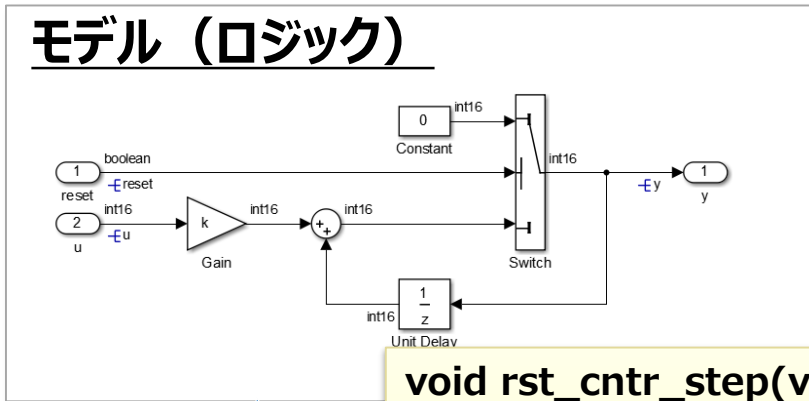 モデル（ロジック）
int16
0
Constant
boolean
int16
1
reset
reset
y
1
y
int16
int16
int16
2
k
+
+
u
u
Gain
Switch
1
z
int16
Unit Delay
void rst_cntr_step(v